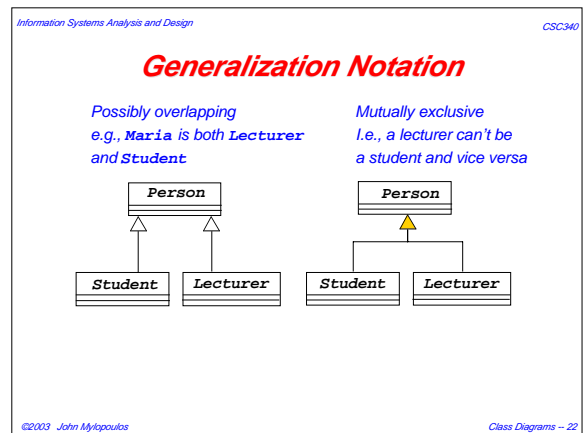 Information Systems Analysis and Design
CSC340
Generalization Notation
Possibly overlapping
e.g., Maria is both Lecturer
and Student
Mutually exclusive
I.e., a lecturer can't be
a student and vice versa
Person
Student
Lecturer
Person
Student
Lecturer
©2003 John Mylopoulos
Class Diagrams -- 22